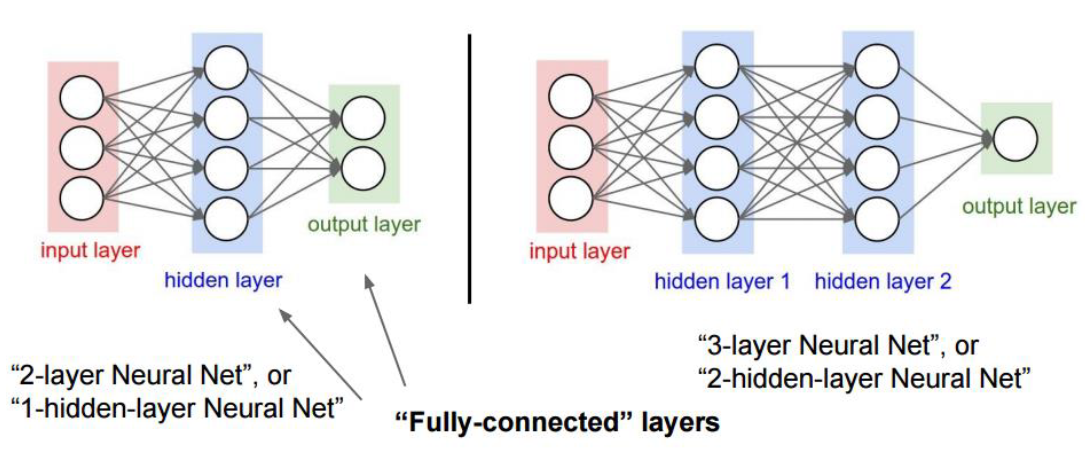 input layer
hidden layer
output layer
“2-layer Neural Net”, or
“1-hidden-layer Neural Net”
input layer
hidden layer 1
hidden layer 2
output layer
“3-layer Neural Net”, or
“2-hidden-layer Neural Net”
“Fully-connected” layers